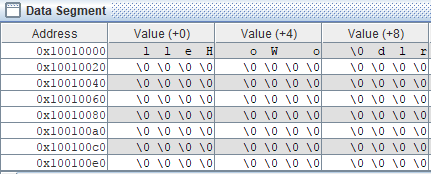 Data Segment
Address Value (+0) Value (+4) Value (+8)
0x10010000 l l e H o W   o \0 d l r
0x10010020 \0 \0 \0 \0 \0 \0 \0 \0 \0 \0 \0 \0
0x10010040 \0 \0 \0 \0 \0 \0 \0 \0 \0 \0 \0 \0
0x10010060 \0 \0 \0 \0 \0 \0 \0 \0 \0 \0 \0 \0
0x10010080 \0 \0 \0 \0 \0 \0 \0 \0 \0 \0 \0 \0
0x100100a0 \0 \0 \0 \0 \0 \0 \0 \0 \0 \0 \0 \0
0x100100c0 \0 \0 \0 \0 \0 \0 \0 \0 \0 \0 \0 \0
0x100100e0 \0 \0 \0 \0 \0 \0 \0 \0 \0 \0 \0 \0